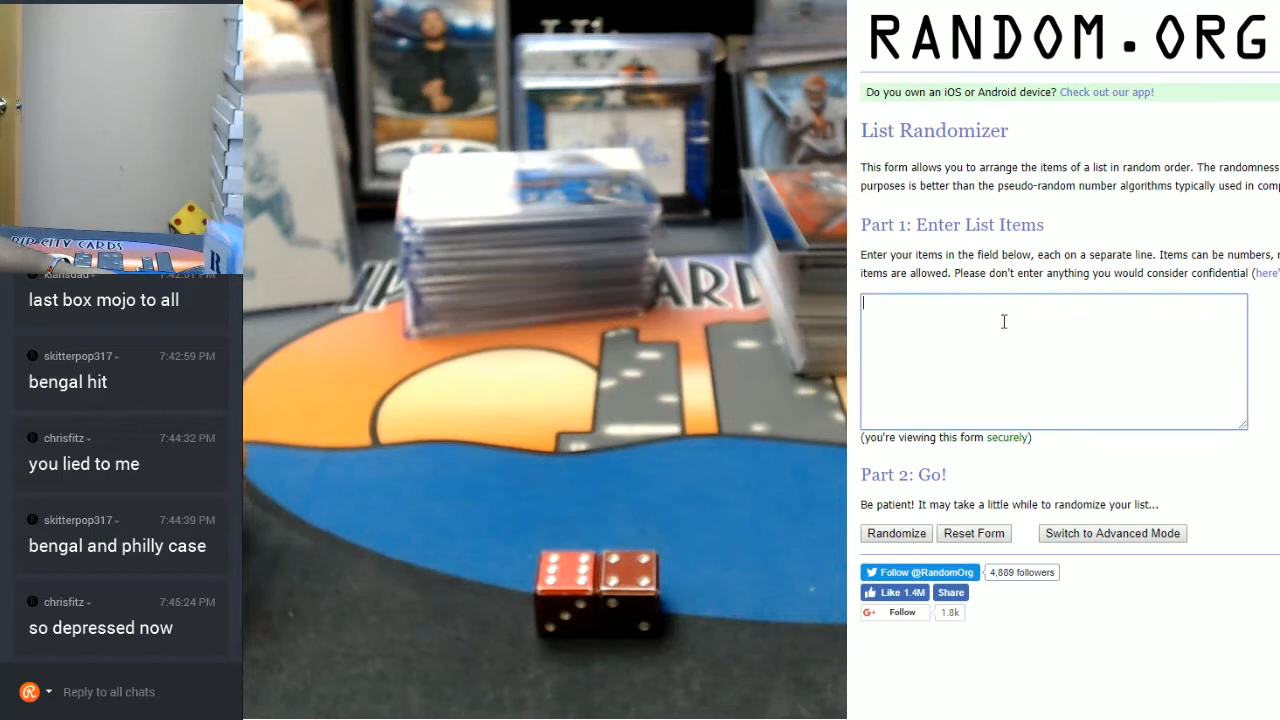 RIP CITY CARDS
7:42:51 PM
last box mojo to all
skitterpop317
7:42:59 PM
bengal hit
chrisfitz
7:44:32 PM
you lied to me
skitterpop317
7:44:39 PM
bengal and philly case
chrisfitz
7:45:24 PM
so depressed now
Reply to all chats
RANDOM.ORG
Do you own an iOS or Android device? Check out our app!
List Randomizer
This form allows you to arrange the items of a list in random order. The randomness
purposes is better than the pseudo-random number algorithms typically used in comp
Part 1: Enter List Items
Enter your items in the field below, each on a separate line. Items can be numbers,
items are allowed. Please don't enter anything you would consider confidential (here'
(you're viewing this form securely)
Part 2: Go!
Be patient! It may take a little while to randomize your list...
Randomize
Reset Form
Switch to Advanced Mode
Follow @RandomOrg
4,889 followers
Like 1.4M
Share
G+ Follow
1.8k